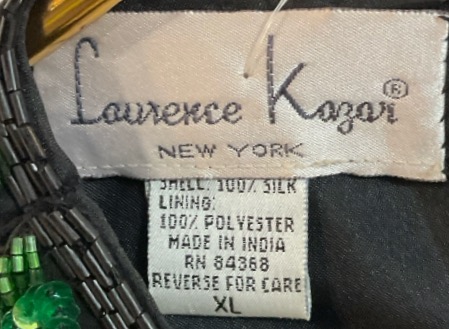 Laurence Kazar®
NEW YORK
SHELL: 100% SILK
LINING:
100% POLYESTER
MADE IN INDIA
RN 84368
REVERSE FOR CARE
XL